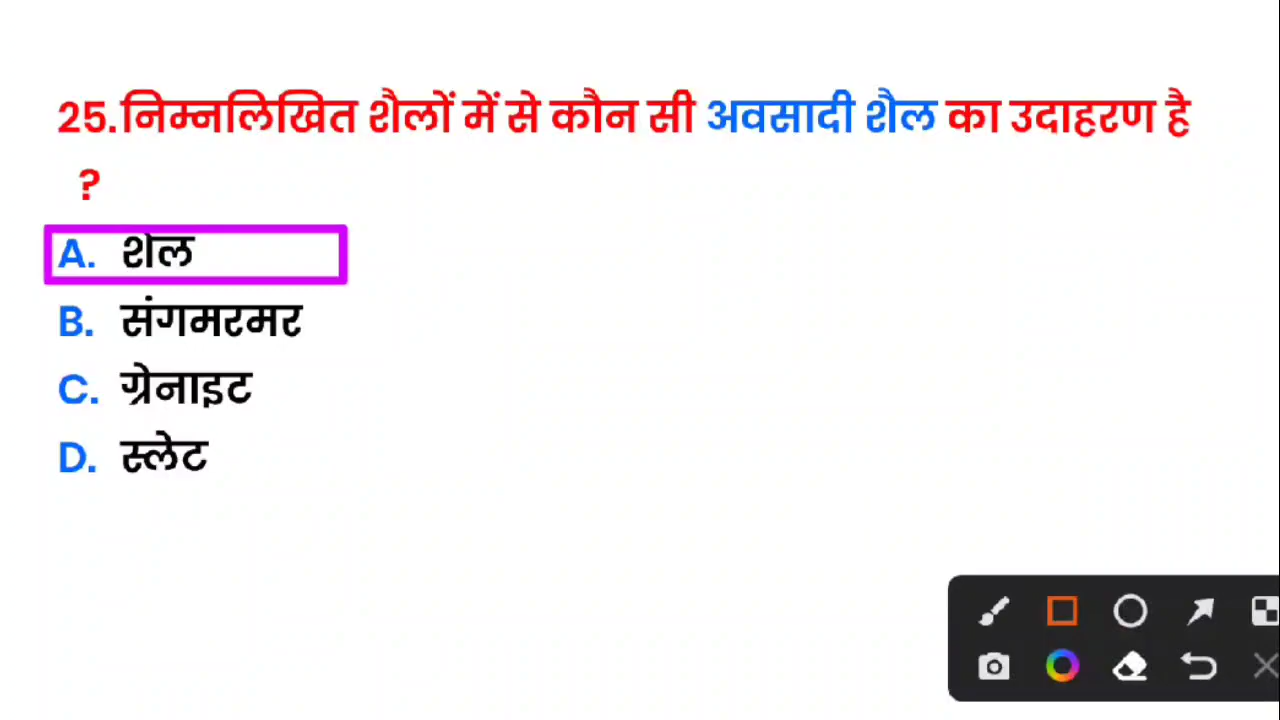 25.निम्नलिखित शैलों में से कौन सी अवसादी शैल का उदाहरण है
?
A. शेल
B. संगमरमर
C. ग्रेनाइट
D. स्लेट